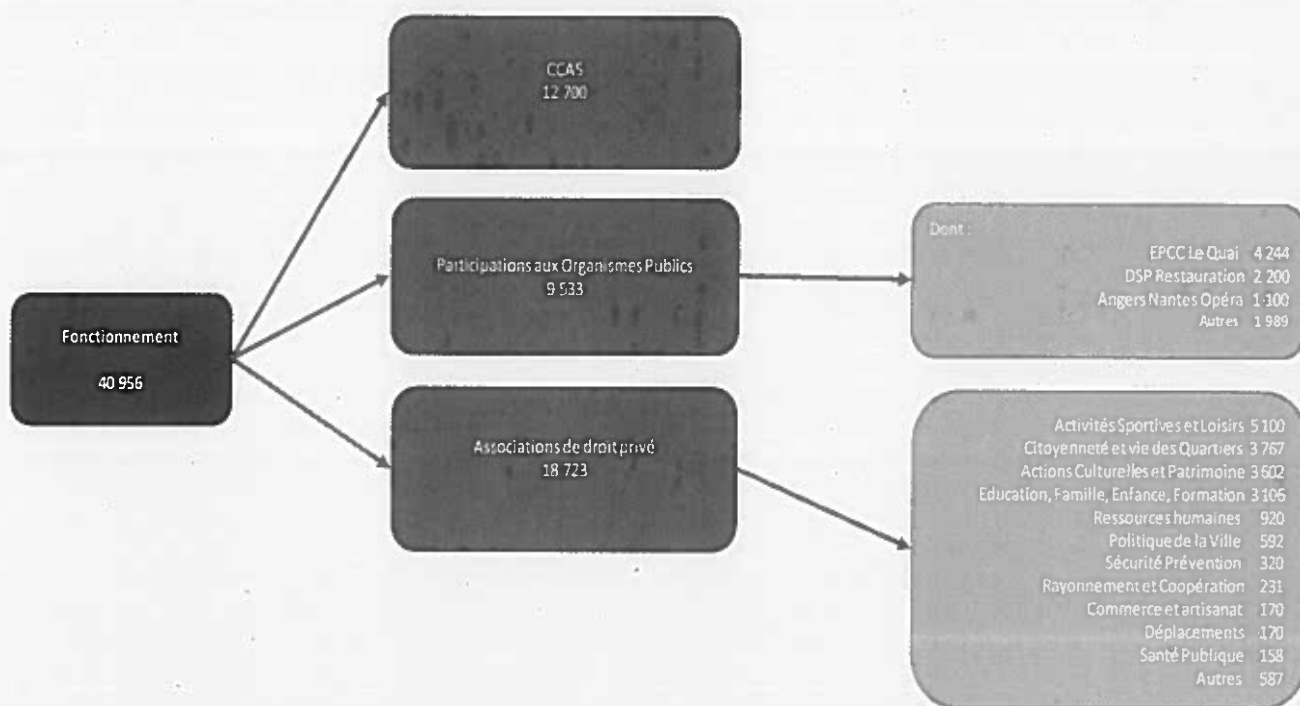 CCAS
12 700
Participations aux Organismes Publics
9 533
Fonctionnement
40 956
Associations de droit privé
18 723
Dont :
EPCC Le Quai 4 244
DSP Restauration 2 200
Angers Nantes Opéra 1 100
Autres 1 989
Activités Sportives et Loisirs 5 100
Citoyenneté et vie des Quartiers 3 767
Actions Culturelles et Patrimoine 3 602
Education, Famille, Enfance, Formation 3 106
Ressources humaines 920
Politique de la Ville 592
Sécurité Prévention 320
Rayonnement et Coopération 231
Commerce et artisanat 170
Déplacements 170
Santé Publique 158
Autres 587